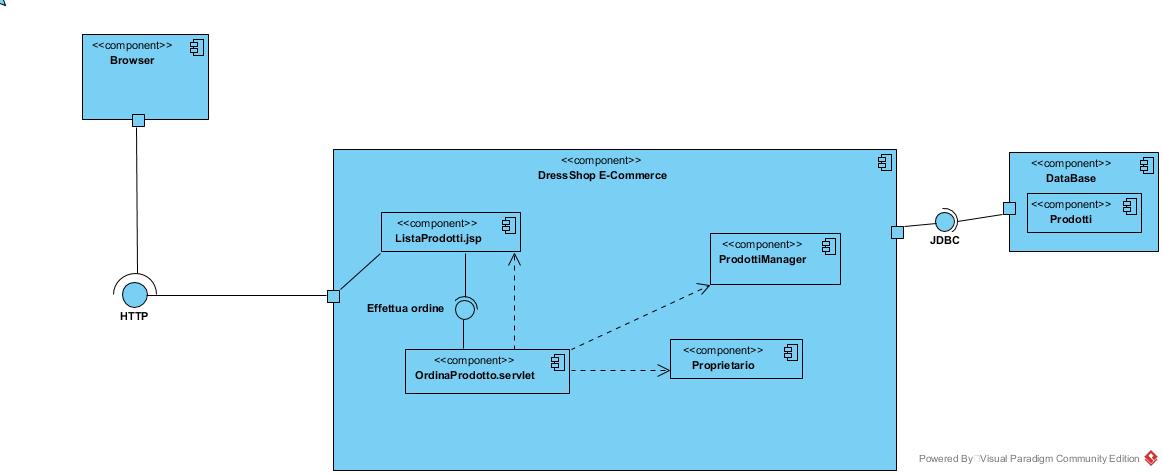 <<component>>
Browser
HTTP
<<component>>
DressShop E-Commerce
<<component>>
ListaProdotti.jsp
Effettua ordine
<<component>>
OrdinaProdotto.servlet
<<component>>
ProdottiManager
<<component>>
Proprietario
JDBC
<<component>>
DataBase
<<component>>
Prodotti
Powered By Visual Paradigm Community Edition